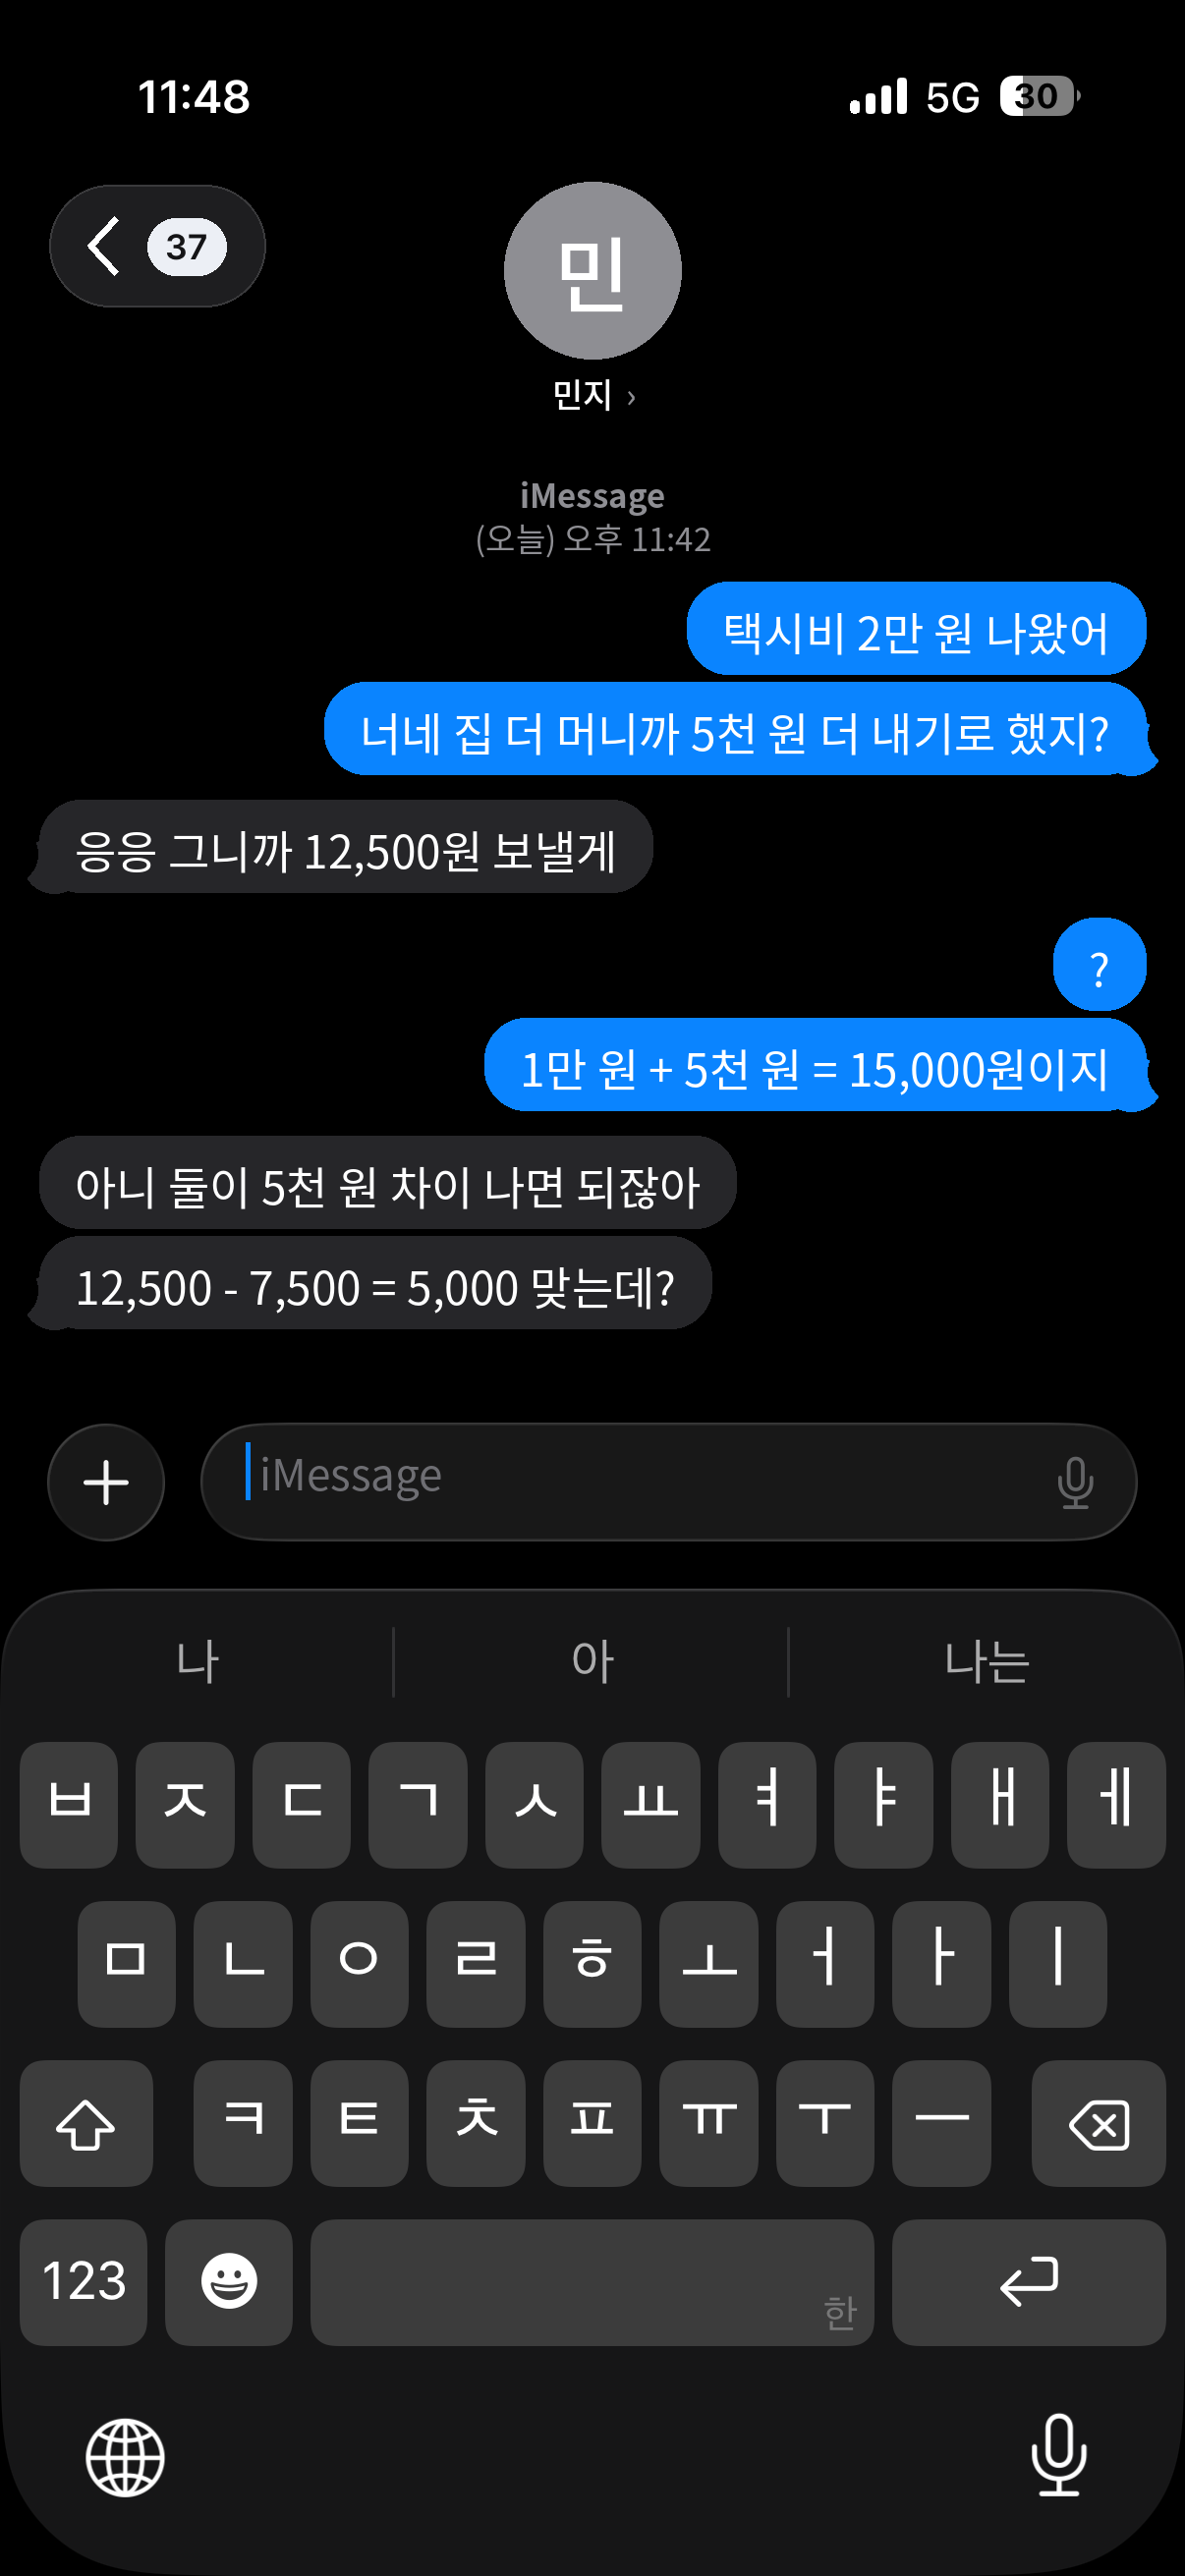 11:48
5G 30
37
민
민지 ›
iMessage
(오늘) 오후 11:42
택시비 2만 원 나왔어
너네 집 더 머니까 5천 원 더 내기로 했지?
응응 그니까 12,500원 보낼게
?
1만 원 + 5천 원 = 15,000원이지
아니 둘이 5천 원 차이 나면 되잖아
12,500 - 7,500 = 5,000 맞는데?
iMessage
나 아 나는
ㅂ ㅈ ㄷ ㄱ ㅅ ㅛ ㅕ ㅑ ㅐ ㅔ
ㅁ ㄴ ㅇ ㄹ ㅎ ㅗ ㅓ ㅏ ㅣ
ㅋ ㅌ ㅊ ㅍ ㅠ ㅜ ㅡ
123 한